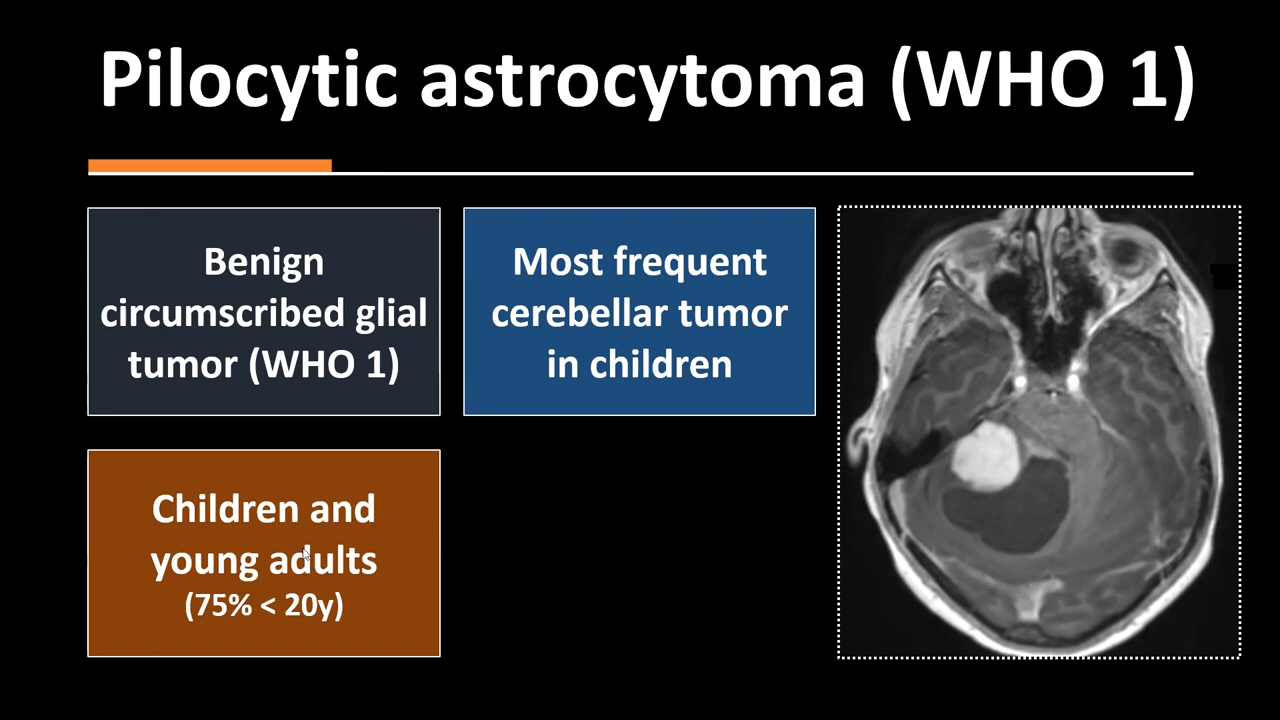 Pilocytic astrocytoma (WHO 1)
Benign
circumscribed glial
tumor (WHO 1)
Most frequent
cerebellar tumor
in children
Children and
young adults
(75% < 20y)